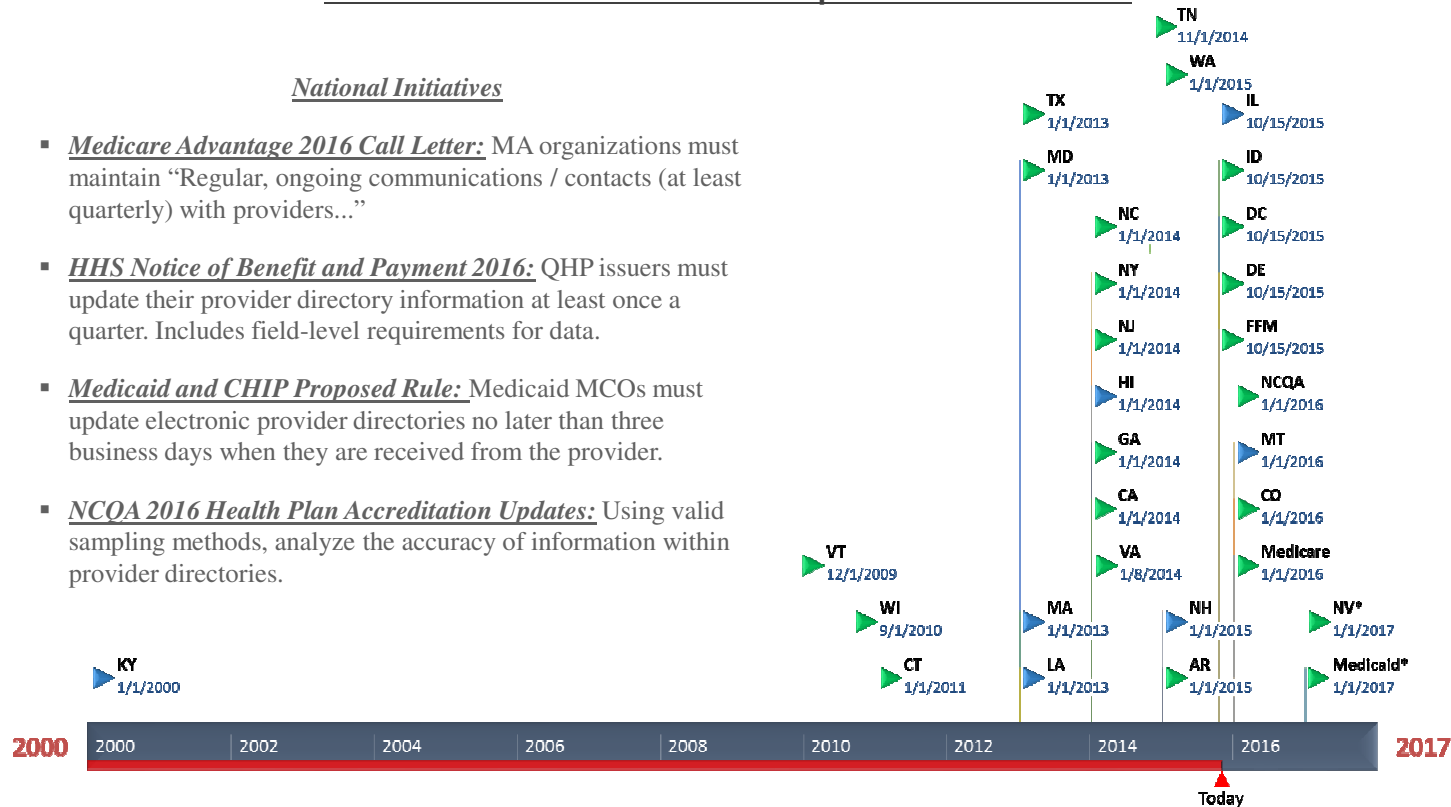 National Initiatives
▪ Medicare Advantage 2016 Call Letter: MA organizations must
maintain “Regular, ongoing communications / contacts (at least
quarterly) with providers...”
▪ HHS Notice of Benefit and Payment 2016: QHP issuers must
update their provider directory information at least once a
quarter. Includes field-level requirements for data.
▪ Medicaid and CHIP Proposed Rule: Medicaid MCOs must
update electronic provider directories no later than three
business days when they are received from the provider.
▪ NCQA 2016 Health Plan Accreditation Updates: Using valid
sampling methods, analyze the accuracy of information within
provider directories.
KY
1/1/2000
VT
12/1/2009
WI
9/1/2010
CT
1/1/2011
TX
1/1/2013
MD
1/1/2013
MA
1/1/2013
LA
1/1/2013
NC
1/1/2014
NY
1/1/2014
NJ
1/1/2014
HI
1/1/2014
GA
1/1/2014
CA
1/1/2014
VA
1/8/2014
TN
11/1/2014
WA
1/1/2015
NH
1/1/2015
AR
1/1/2015
IL
10/15/2015
ID
10/15/2015
DC
10/15/2015
DE
10/15/2015
FFM
10/15/2015
NCQA
1/1/2016
MT
1/1/2016
CO
1/1/2016
Medicare
1/1/2016
NV*
1/1/2017
Medicaid*
1/1/2017
2000 2000 2002 2004 2006 2008 2010 2012 2014 2016 2017
Today